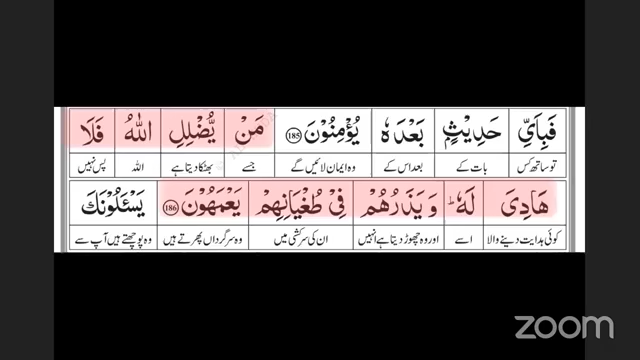 فَبِاَيِّ حَدِيْثٍۭ بَعْدَهٗ يُؤْمِنُوْنَ ۝185 مَنْ يُّضْلِلِ اللّٰهُ فَلَا
تو ساتھ کس بات کے بعد اس کے وہ ایمان لائیں گے جسے بھٹکا دیتا ہے اللہ پس نہیں
هَادِيَ لَهٗ ؕ وَ يَذَرُهُمْ فِيْ طُغْيَانِهِمْ يَعْمَهُوْنَ ۝186 يَسْـَٔلُوْنَكَ
کوئی ہدایت دینے والا اسے اور وہ چھوڑ دیتا ہے انہیں ان کی سرکشی میں وہ سرگرداں پھرتے ہیں وہ پوچھتے ہیں آپ سے
zoom